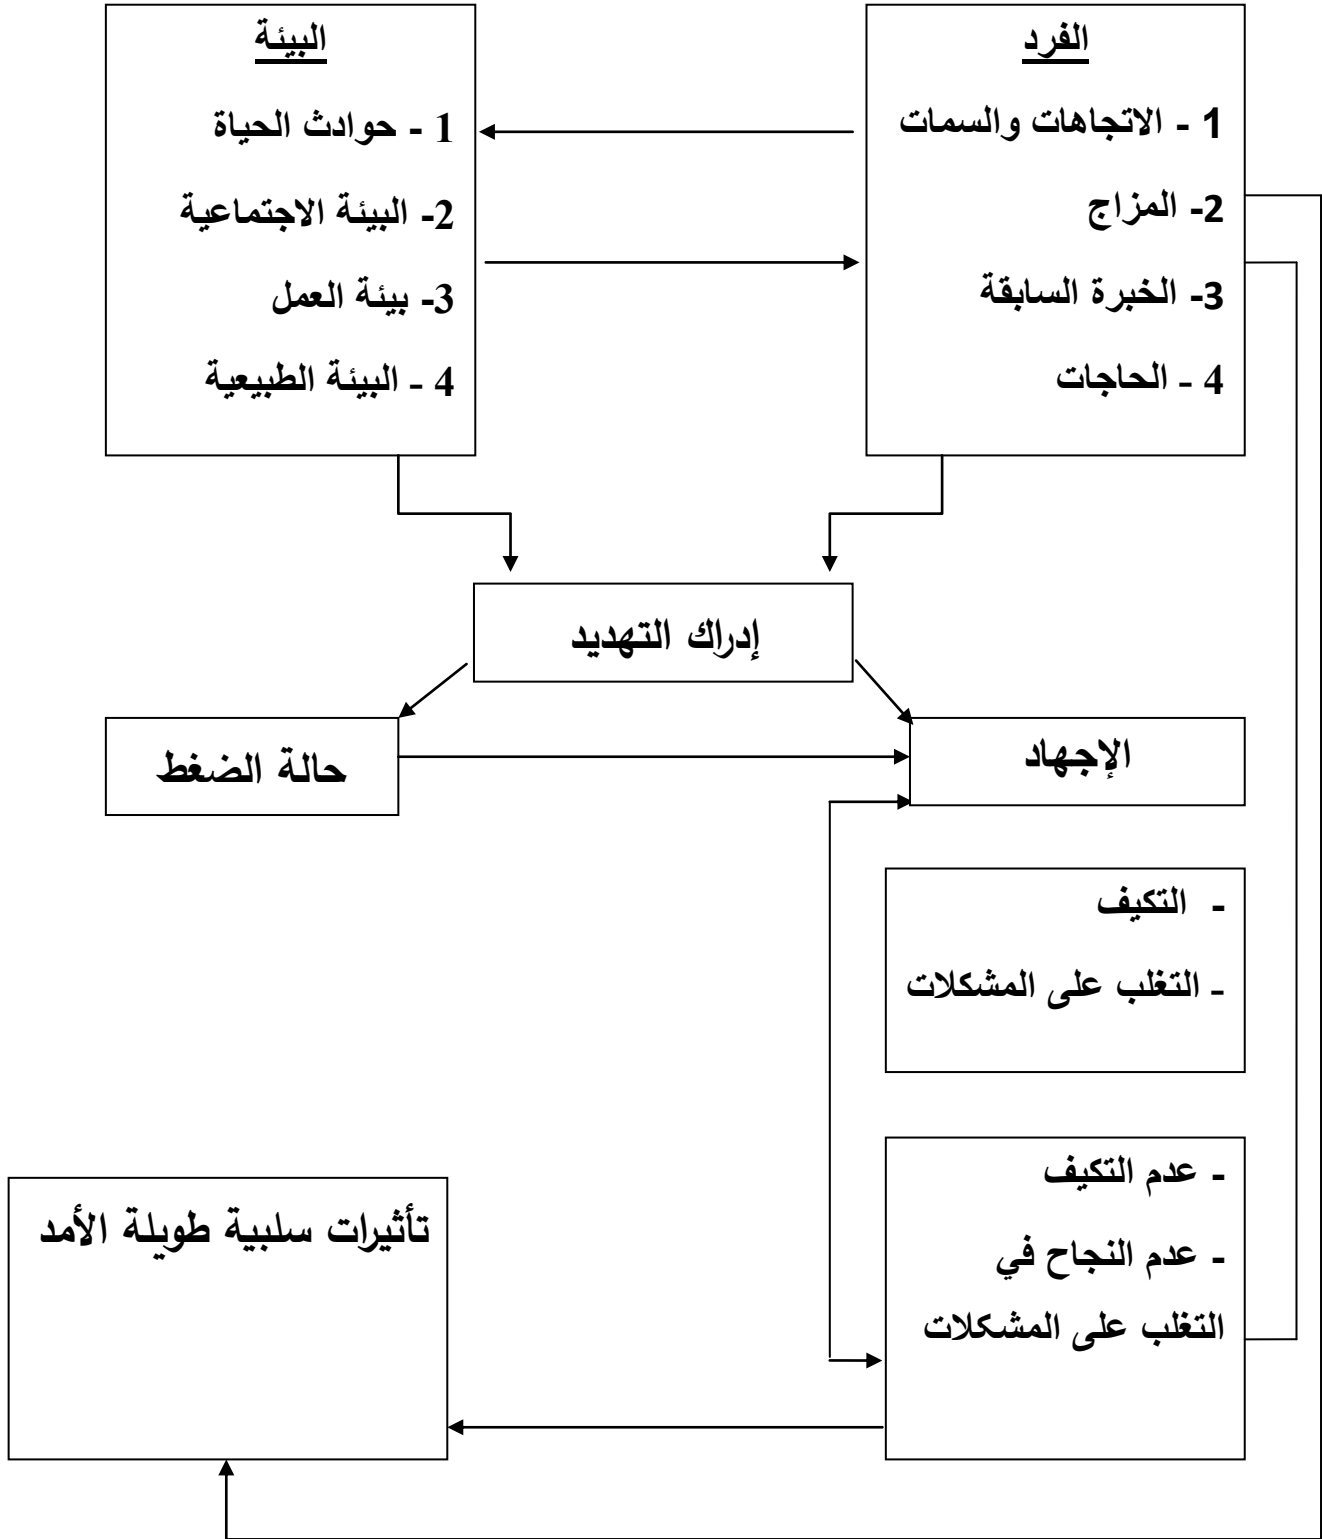 الفرد
1 - الاتجاهات والسمات
2- المزاج
3- الخبرة السابقة
4 - الحاجات
البيئة
1 - حوادث الحياة
2- البيئة الاجتماعية
3- بيئة العمل
4 - البيئة الطبيعية
إدراك التهديد
الإجهاد
حالة الضغط
- التكيف
- التغلب على المشكلات
- عدم التكيف
- عدم النجاح في
التغلب على المشكلات
تأثيرات سلبية طويلة الأمد